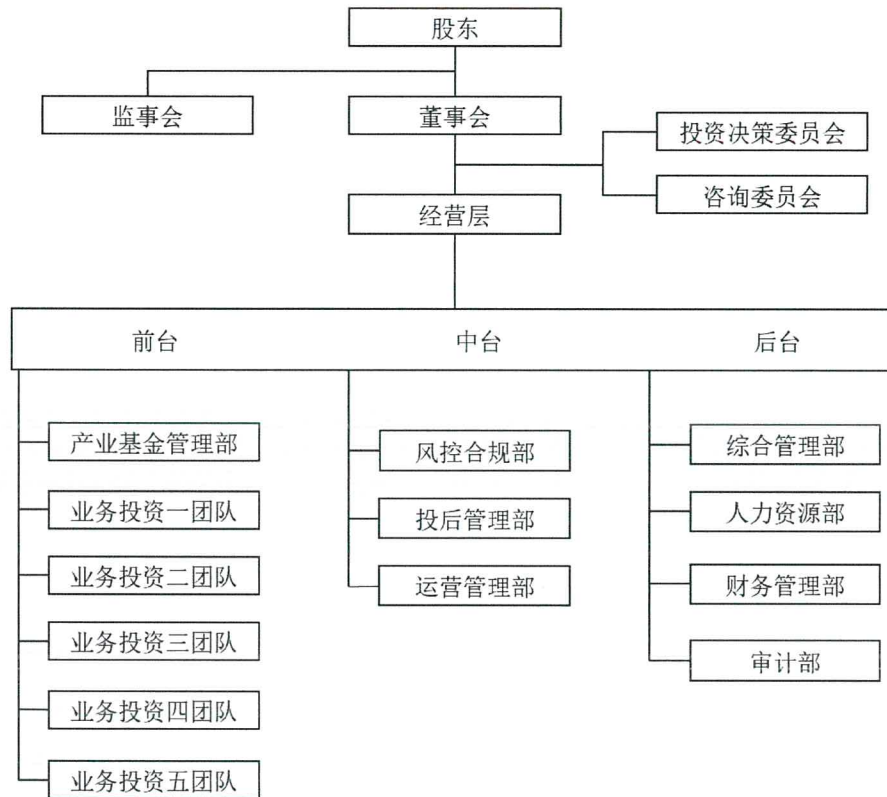 股东
监事会
董事会
投资决策委员会
咨询委员会
经营层
前台
中台
后台
产业基金管理部
业务投资一团队
业务投资二团队
业务投资三团队
业务投资四团队
业务投资五团队
风控合规部
投后管理部
运营管理部
综合管理部
人力资源部
财务管理部
审计部